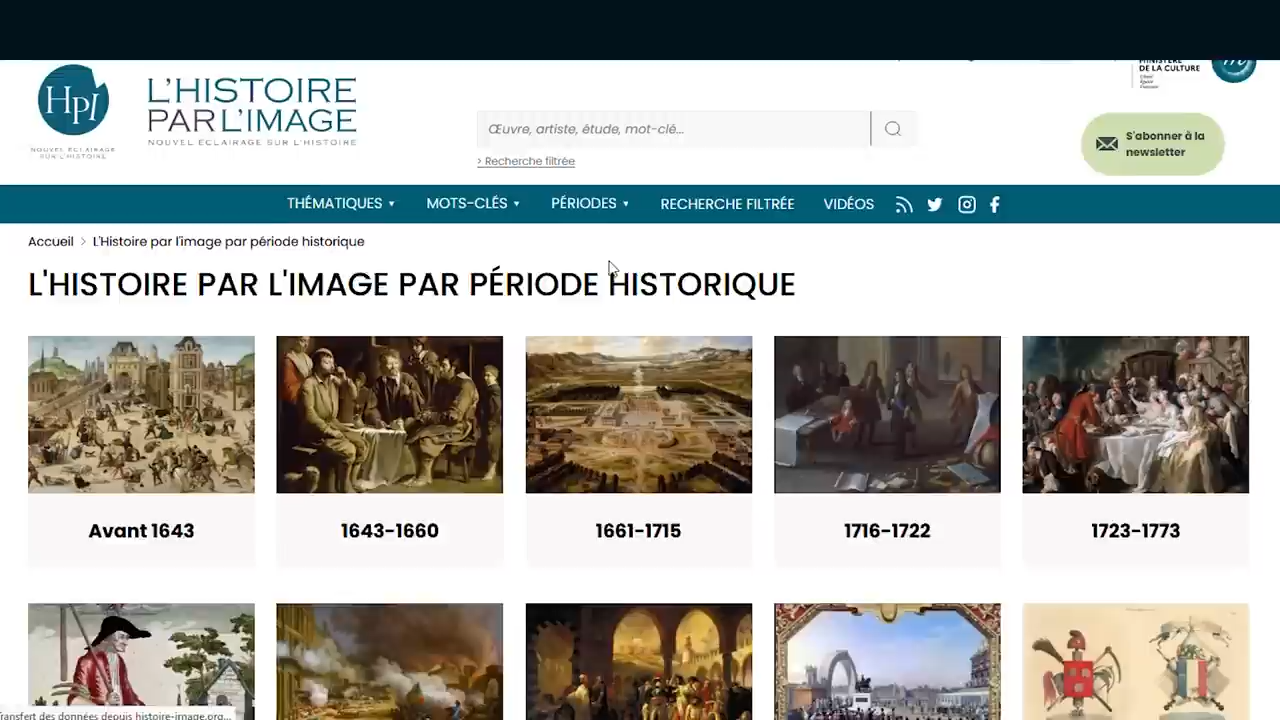 MINISTÈRE
DE LA CULTURE
HPI
L'HISTOIRE
PAR L'IMAGE
NOUVEL ECLAIRAGE SUR L'HISTOIRE
NOUVEL ECLAIRAGE
SUR L'HISTOIRE
Œuvre, artiste, étude, mot-clé...
› Recherche filtrée
S'abonner à la
newsletter
THÉMATIQUES ▾ MOTS-CLÉS ▾ PÉRIODES ▾ RECHERCHE FILTRÉE VIDÉOS
Accueil > L'Histoire par l'image par période historique
L'HISTOIRE PAR L'IMAGE PAR PÉRIODE HISTORIQUE
Avant 1643
1643-1660
1661-1715
1716-1722
1723-1773
Transfert des données depuis histoire-image.org...